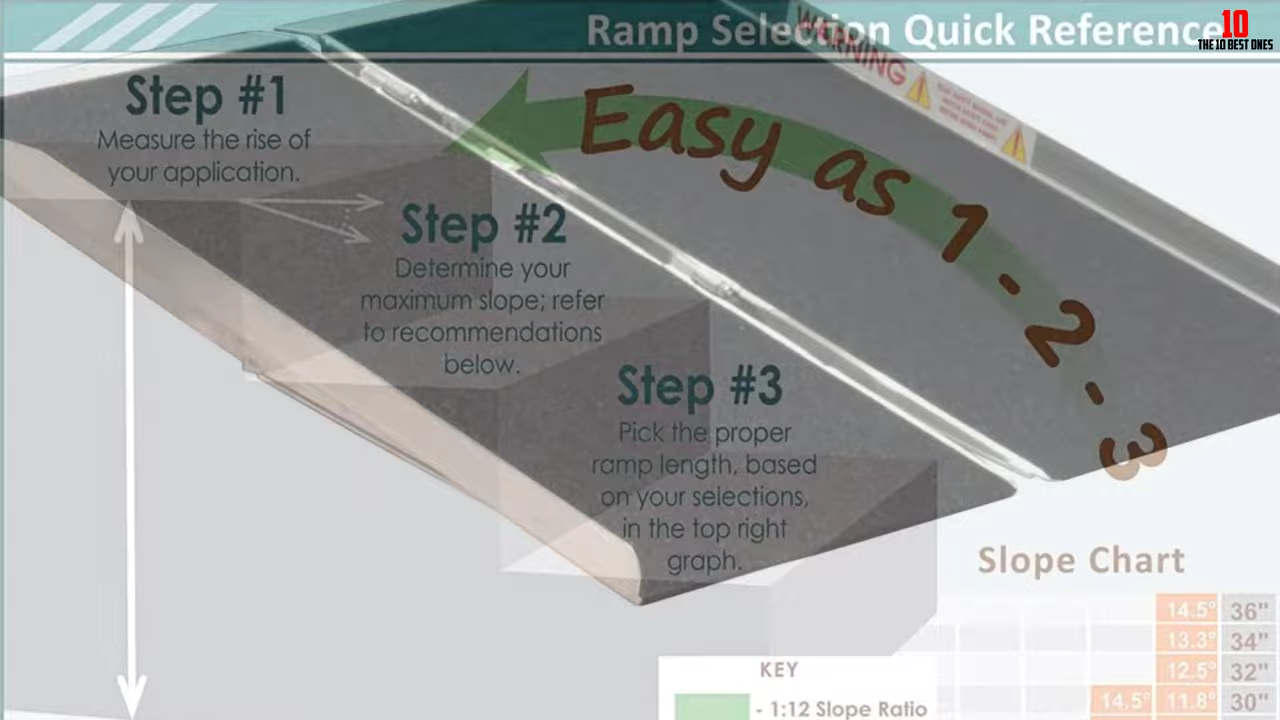 Ramp Selection Quick Reference
10
THE 10 BEST ONES
WARNING
Step #1
Measure the rise of
your application.
Easy as 1 - 2 - 3
Step #2
Determine your
maximum slope; refer
to recommendations
below.
Step #3
Pick the proper
ramp length, based
on your selections,
in the top right
graph.
Slope Chart
14.5° 36"
13.3° 34"
12.5° 32"
14.5° 11.8° 30"
KEY
- 1:12 Slope Ratio